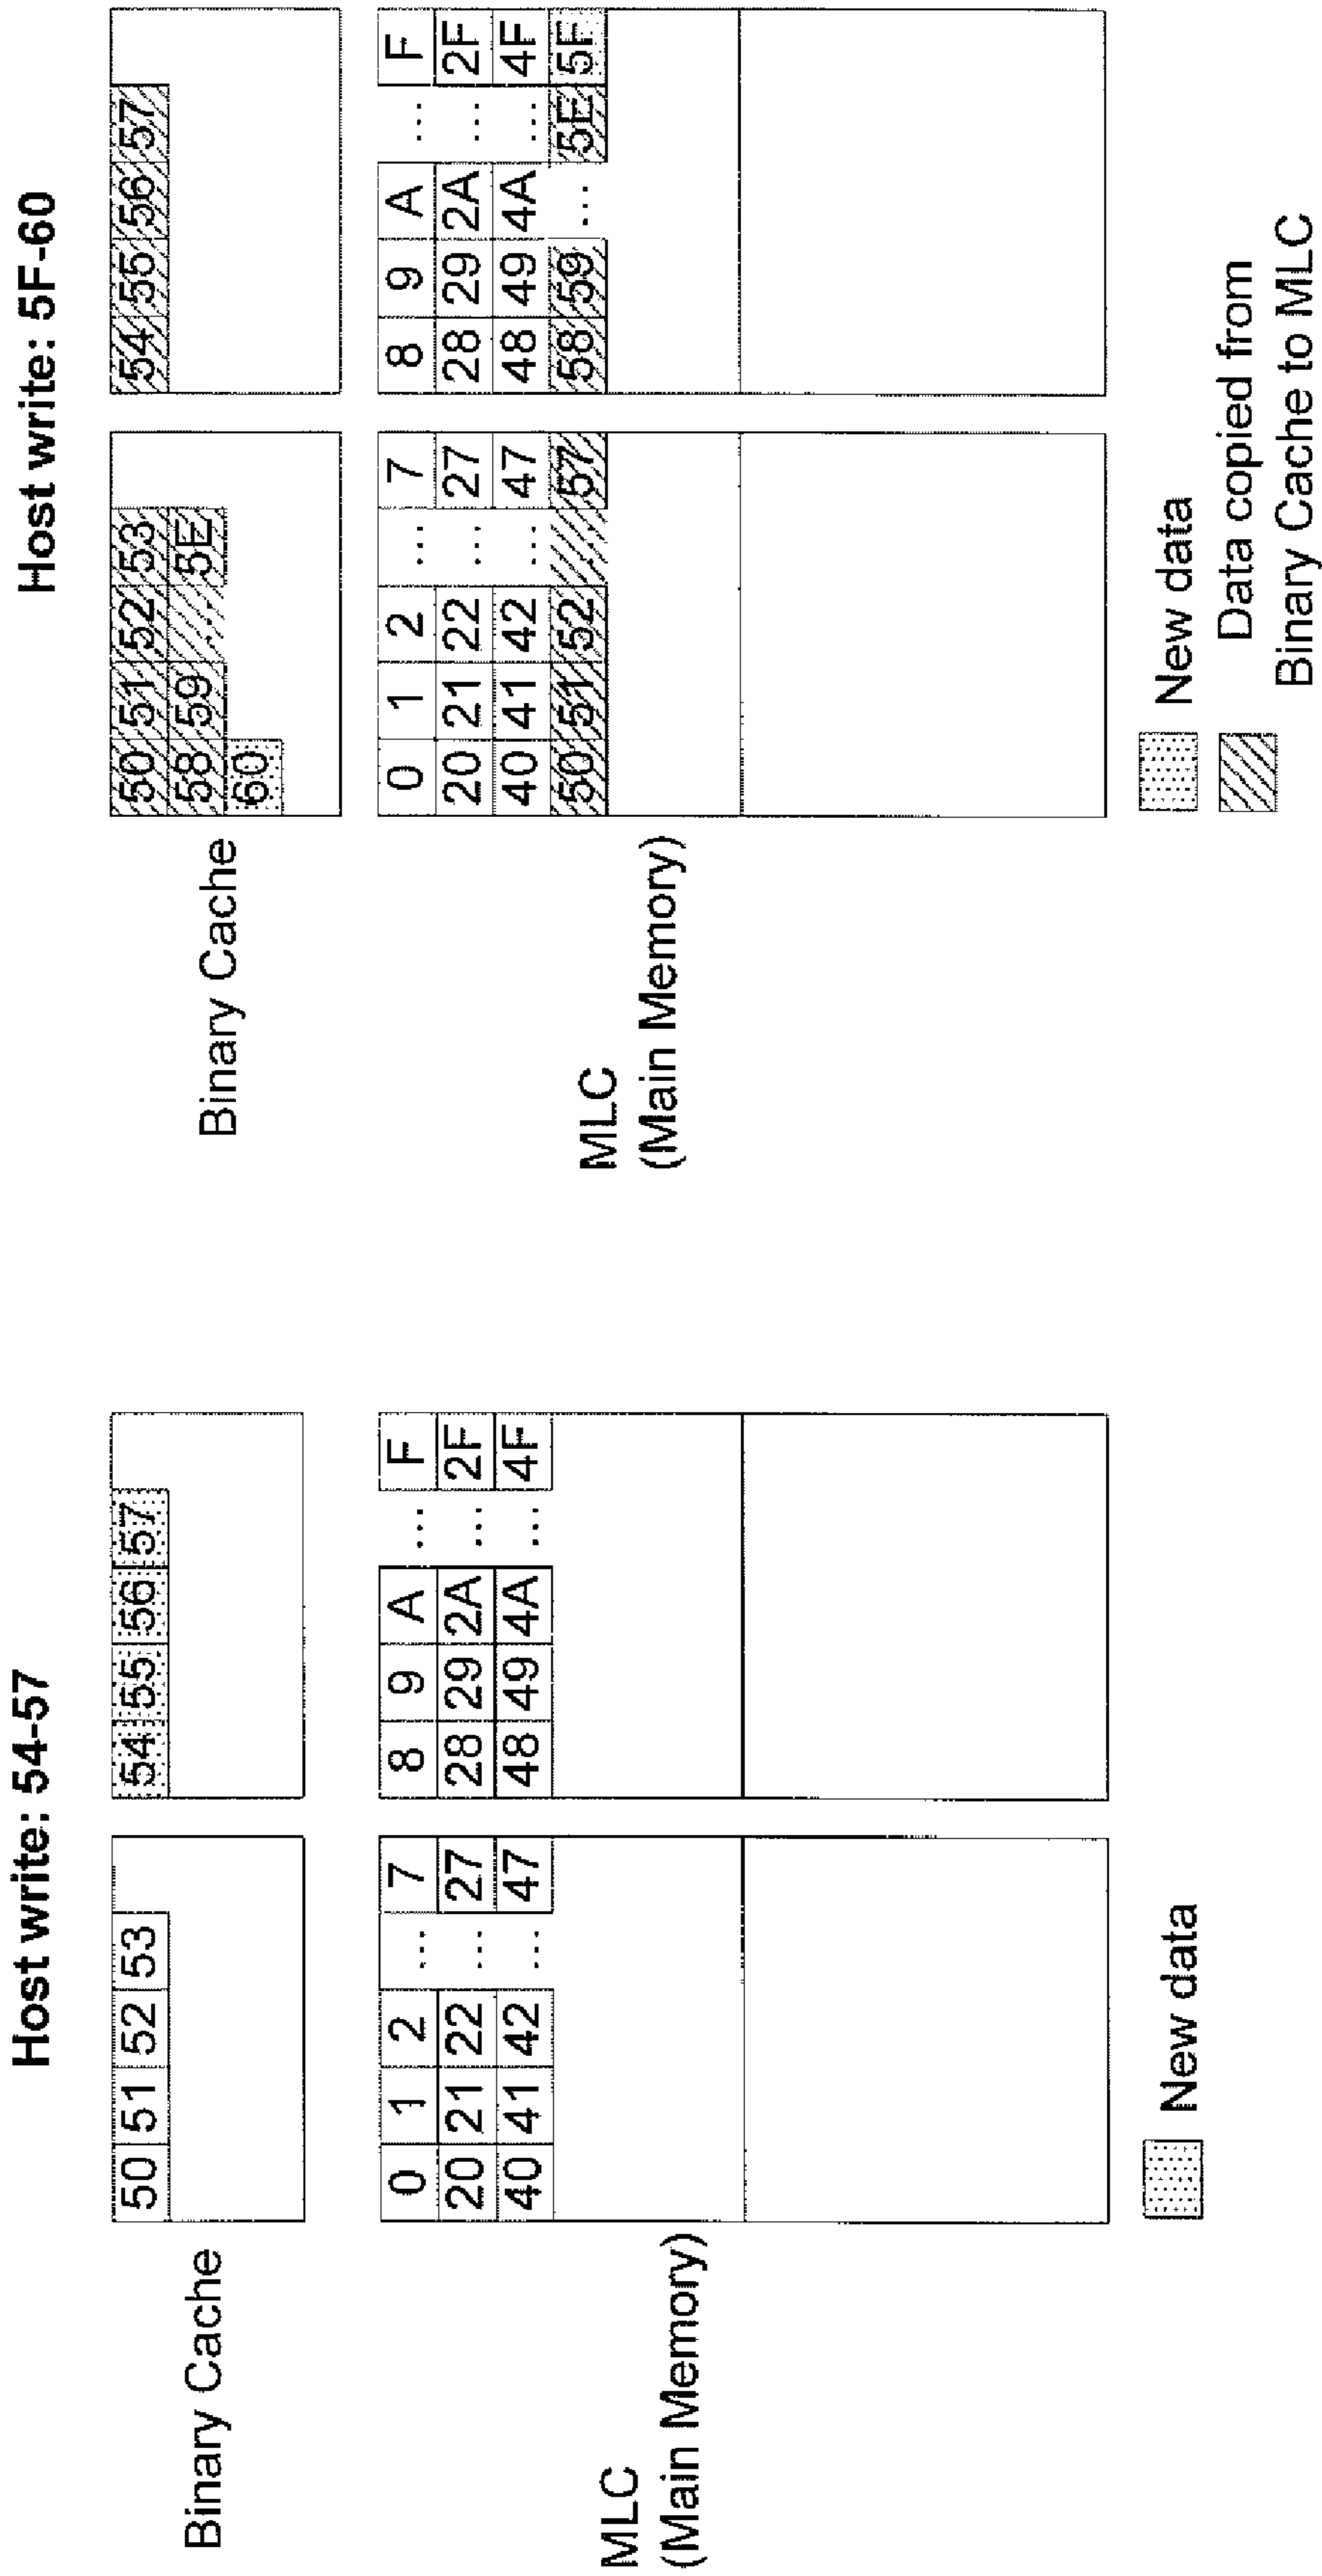 Host write: 54-57
Binary Cache
50 51 52 53
54 55 56 57
MLC
(Main Memory)
0 1 2 ... 7
20 21 22 ... 27
40 41 42 ... 47
8 9 A ... F
28 29 2A ... 2F
48 49 4A ... 4F
New data
Host write: 5F-60
Binary Cache
50 51 52 53
58 59 ... 5E
60
54 55 56 57
MLC
(Main Memory)
0 1 2 ... 7
20 21 22 ... 27
40 41 42 ... 47
50 51 52 ... 57
8 9 A ... F
28 29 2A ... 2F
48 49 4A ... 4F
58 59 ... 5E 5F
New data
Data copied from
Binary Cache to MLC